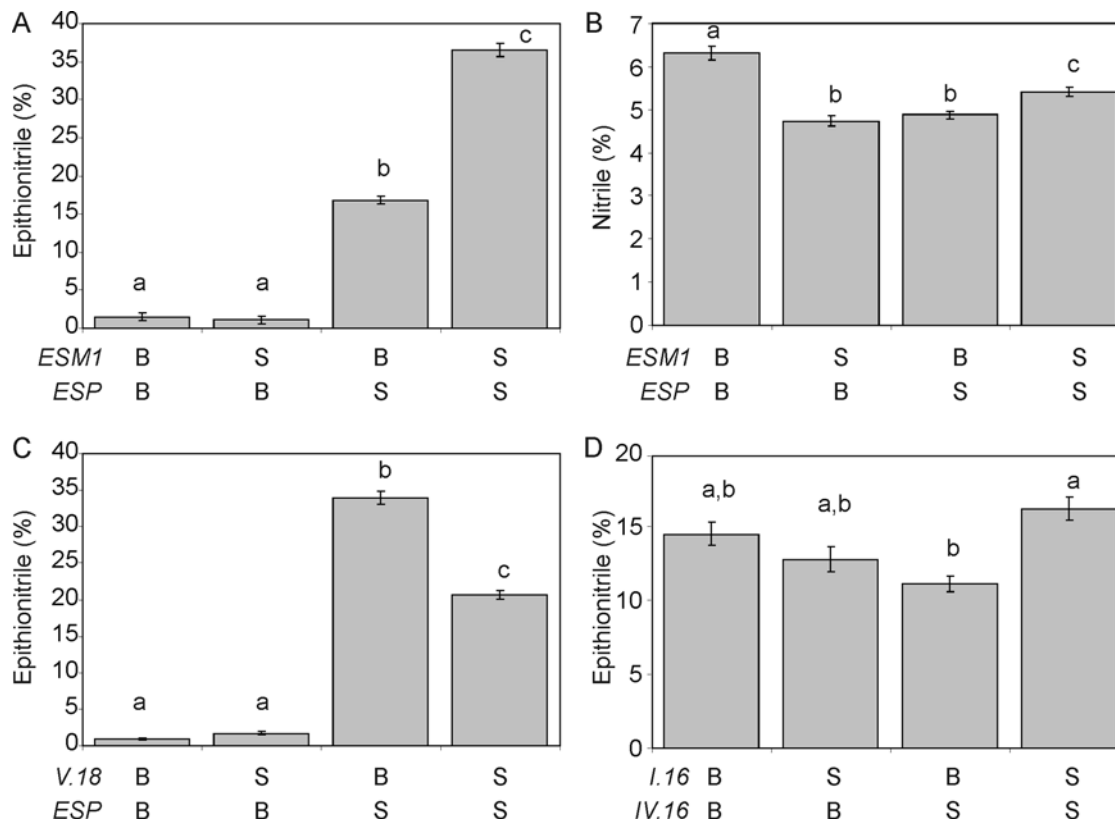 A
Epithionitrile (%)
40
35
30
25
20
15
10
5
0
a
a
b
c
ESM1 B S B S
ESP B B S S
B
Nitrile (%)
7
6
5
4
3
2
1
0
a
b
b
c
ESM1 B S B S
ESP B B S S
C
Epithionitrile (%)
40
35
30
25
20
15
10
5
0
a
a
b
c
V.18 B S B S
ESP B B S S
D
Epithionitrile (%)
20
15
10
5
0
a,b
a,b
b
a
I.16 B S B S
IV.16 B B S S